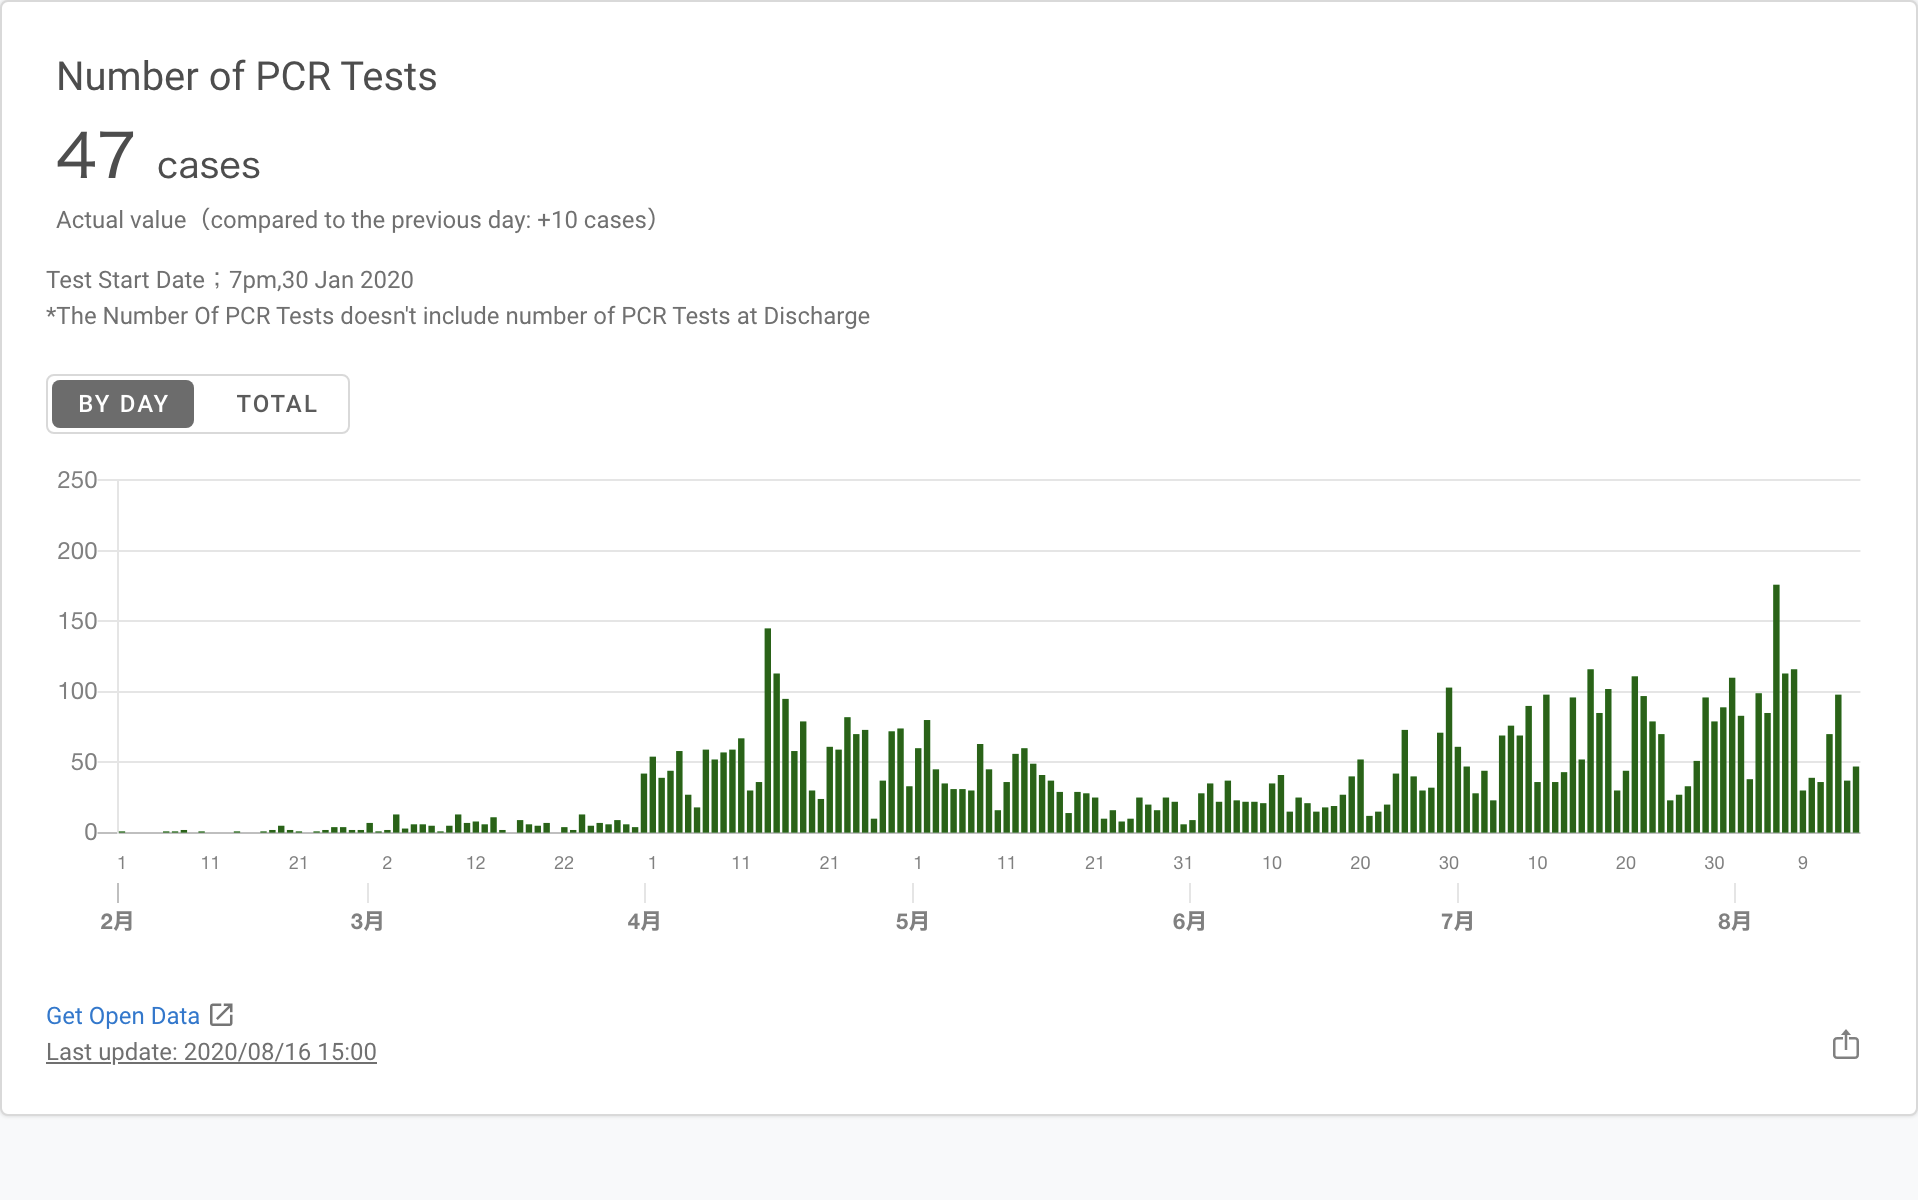 Number of PCR Tests
47 cases
Actual value（compared to the previous day: +10 cases）
Test Start Date；7pm,30 Jan 2020
*The Number Of PCR Tests doesn't include number of PCR Tests at Discharge
BY DAY TOTAL
250
200
150
100
50
0
1 11 21 2 12 22 1 11 21 1 11 21 31 10 20 30 10 20 30 9
2月 3月 4月 5月 6月 7月 8月
Get Open Data
Last update: 2020/08/16 15:00